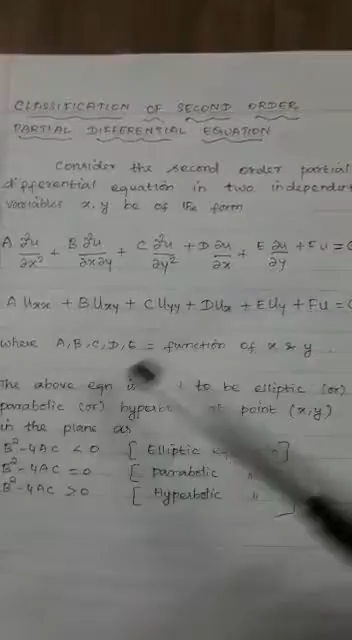 CLASSIFICATION OF SECOND ORDER
PARTIAL DIFFERENTIAL EQUATION
Consider the second order partial
differential equation in two independent
variables x, y be of the form
A ∂²u/∂x² + B ∂²u/∂x∂y + C ∂²u/∂y² + D ∂u/∂x + E ∂u/∂y + Fu = 0
A Uxx + B Uxy + C Uyy + DUx + EUy + Fu = 0
where A, B, C, D, E = function of x & y
The above eqn is to be elliptic (or)
parabolic (or) point (x,y)
in the plane as
B² - 4AC < 0 [ Elliptic ]
B² - 4AC = 0 [ Parabolic "
B² - 4AC > 0 [ Hyperbolic " ]